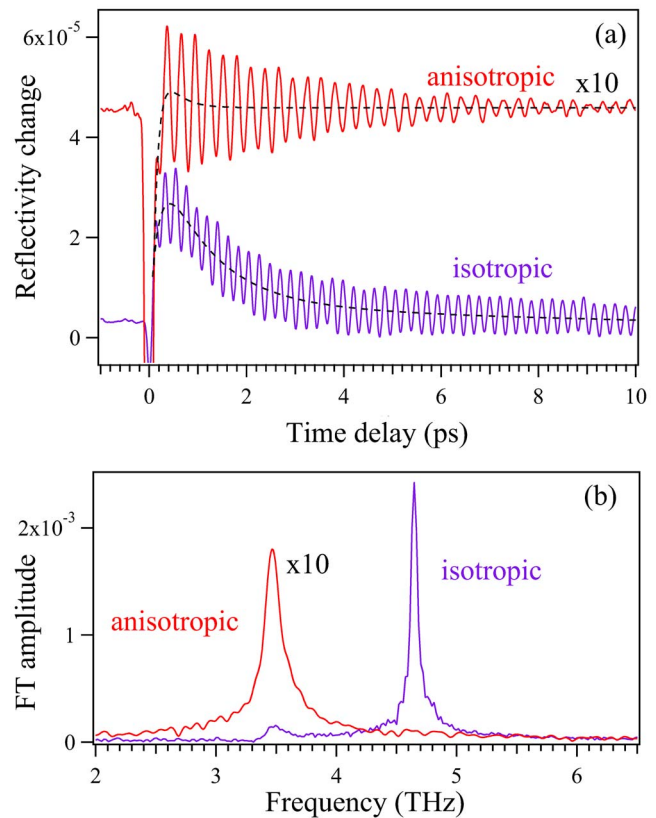 (a)
6x10⁻⁵
anisotropic x10
4
Reflectivity change
2
isotropic
0
0 2 4 6 8 10
Time delay (ps)
(b)
2x10⁻³
x10
isotropic
anisotropic
1
FT amplitude
0
2 3 4 5 6
Frequency (THz)